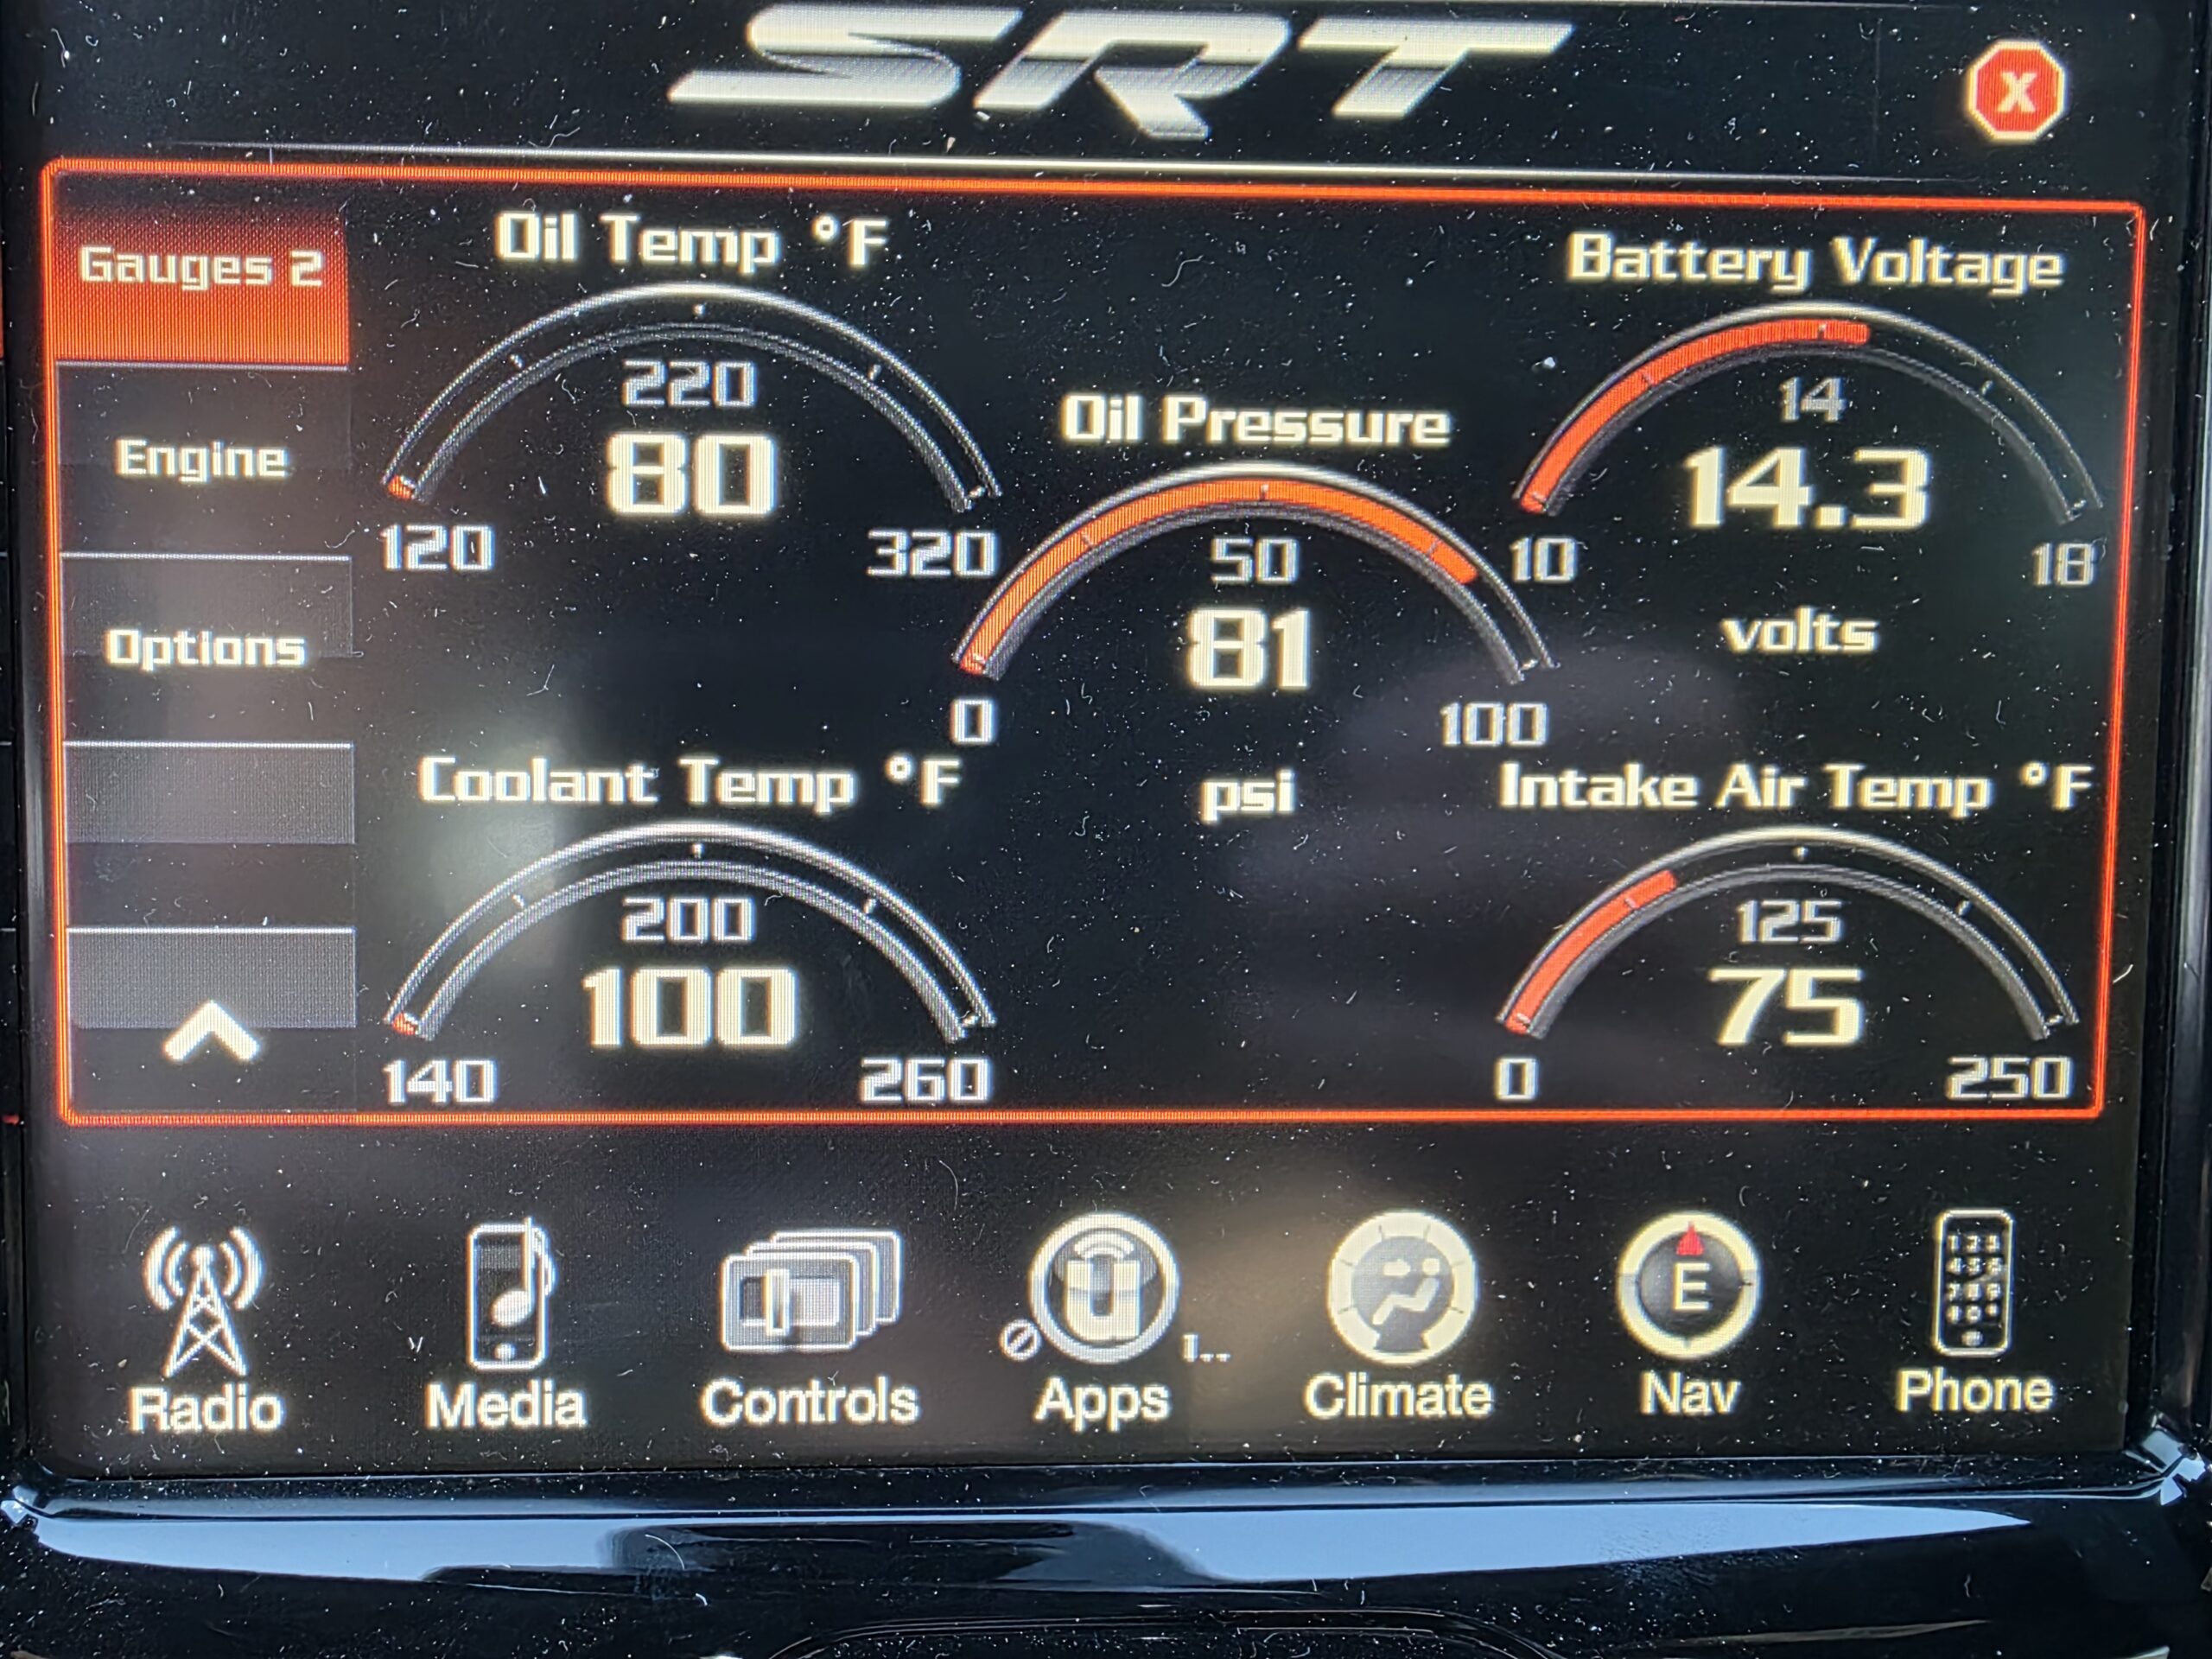 SRT
X
Gauges 2
Engine
Options
Oil Temp °F
220
80
120 320
Oil Pressure
50
81
0 100
psi
Battery Voltage
14
14.3
10 18
volts
Coolant Temp °F
200
100
140 260
Intake Air Temp °F
125
75
0 250
E
Radio
Media
Controls
Apps
Climate
Nav
Phone